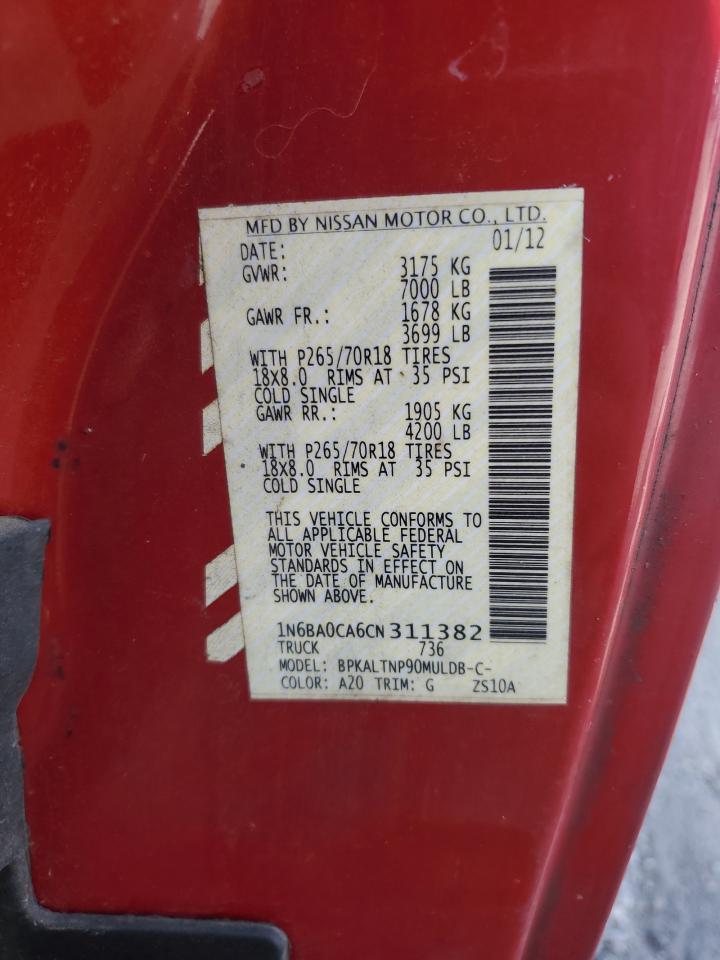 MFD BY NISSAN MOTOR CO., LTD.
DATE: 01/12
GVWR: 3175 KG
7000 LB
GAWR FR.: 1678 KG
3699 LB
WITH P265/70R18 TIRES
18X8.0 RIMS AT 35 PSI
COLD SINGLE
GAWR RR.: 1905 KG
4200 LB
WITH P265/70R18 TIRES
18X8.0 RIMS AT 35 PSI
COLD SINGLE
THIS VEHICLE CONFORMS TO
ALL APPLICABLE FEDERAL
MOTOR VEHICLE SAFETY
STANDARDS IN EFFECT ON
THE DATE OF MANUFACTURE
SHOWN ABOVE.
1N6BA0CA6CN311382
TRUCK 736
MODEL: BPKALTNP90MULDB-C-
COLOR: A20 TRIM: G ZS10A